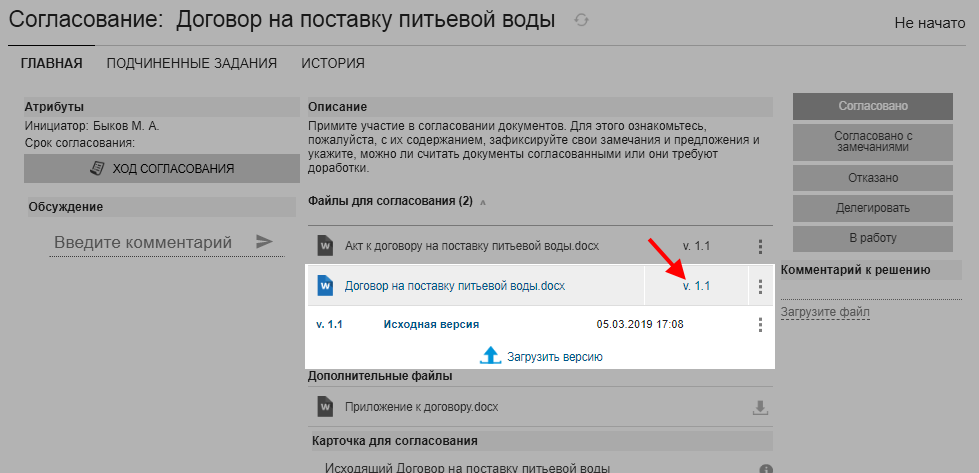 Согласование: Договор на поставку питьевой воды
Не начато
ГЛАВНАЯ ПОДЧИНЕННЫЕ ЗАДАНИЯ ИСТОРИЯ
Атрибуты
Инициатор: Быков М. А.
Срок согласования:
ХОД СОГЛАСОВАНИЯ
Обсуждение
Введите комментарий
Описание
Примите участие в согласовании документов. Для этого ознакомьтесь,
пожалуйста, с их содержанием, зафиксируйте свои замечания и предложения и
укажите, можно ли считать документы согласованными или они требуют
доработки.
Файлы для согласования (2)
W Акт к договору на поставку питьевой воды.docx v. 1.1
W Договор на поставку питьевой воды.docx v. 1.1
v. 1.1 Исходная версия 05.03.2019 17:08
Загрузить версию
Дополнительные файлы
W Приложение к договору.docx
Карточка для согласования
Исходящий Договор на поставку питьевой воды
Согласовано
Согласовано с
замечаниями
Отказано
Делегировать
В работу
Комментарий к решению
Загрузите файл